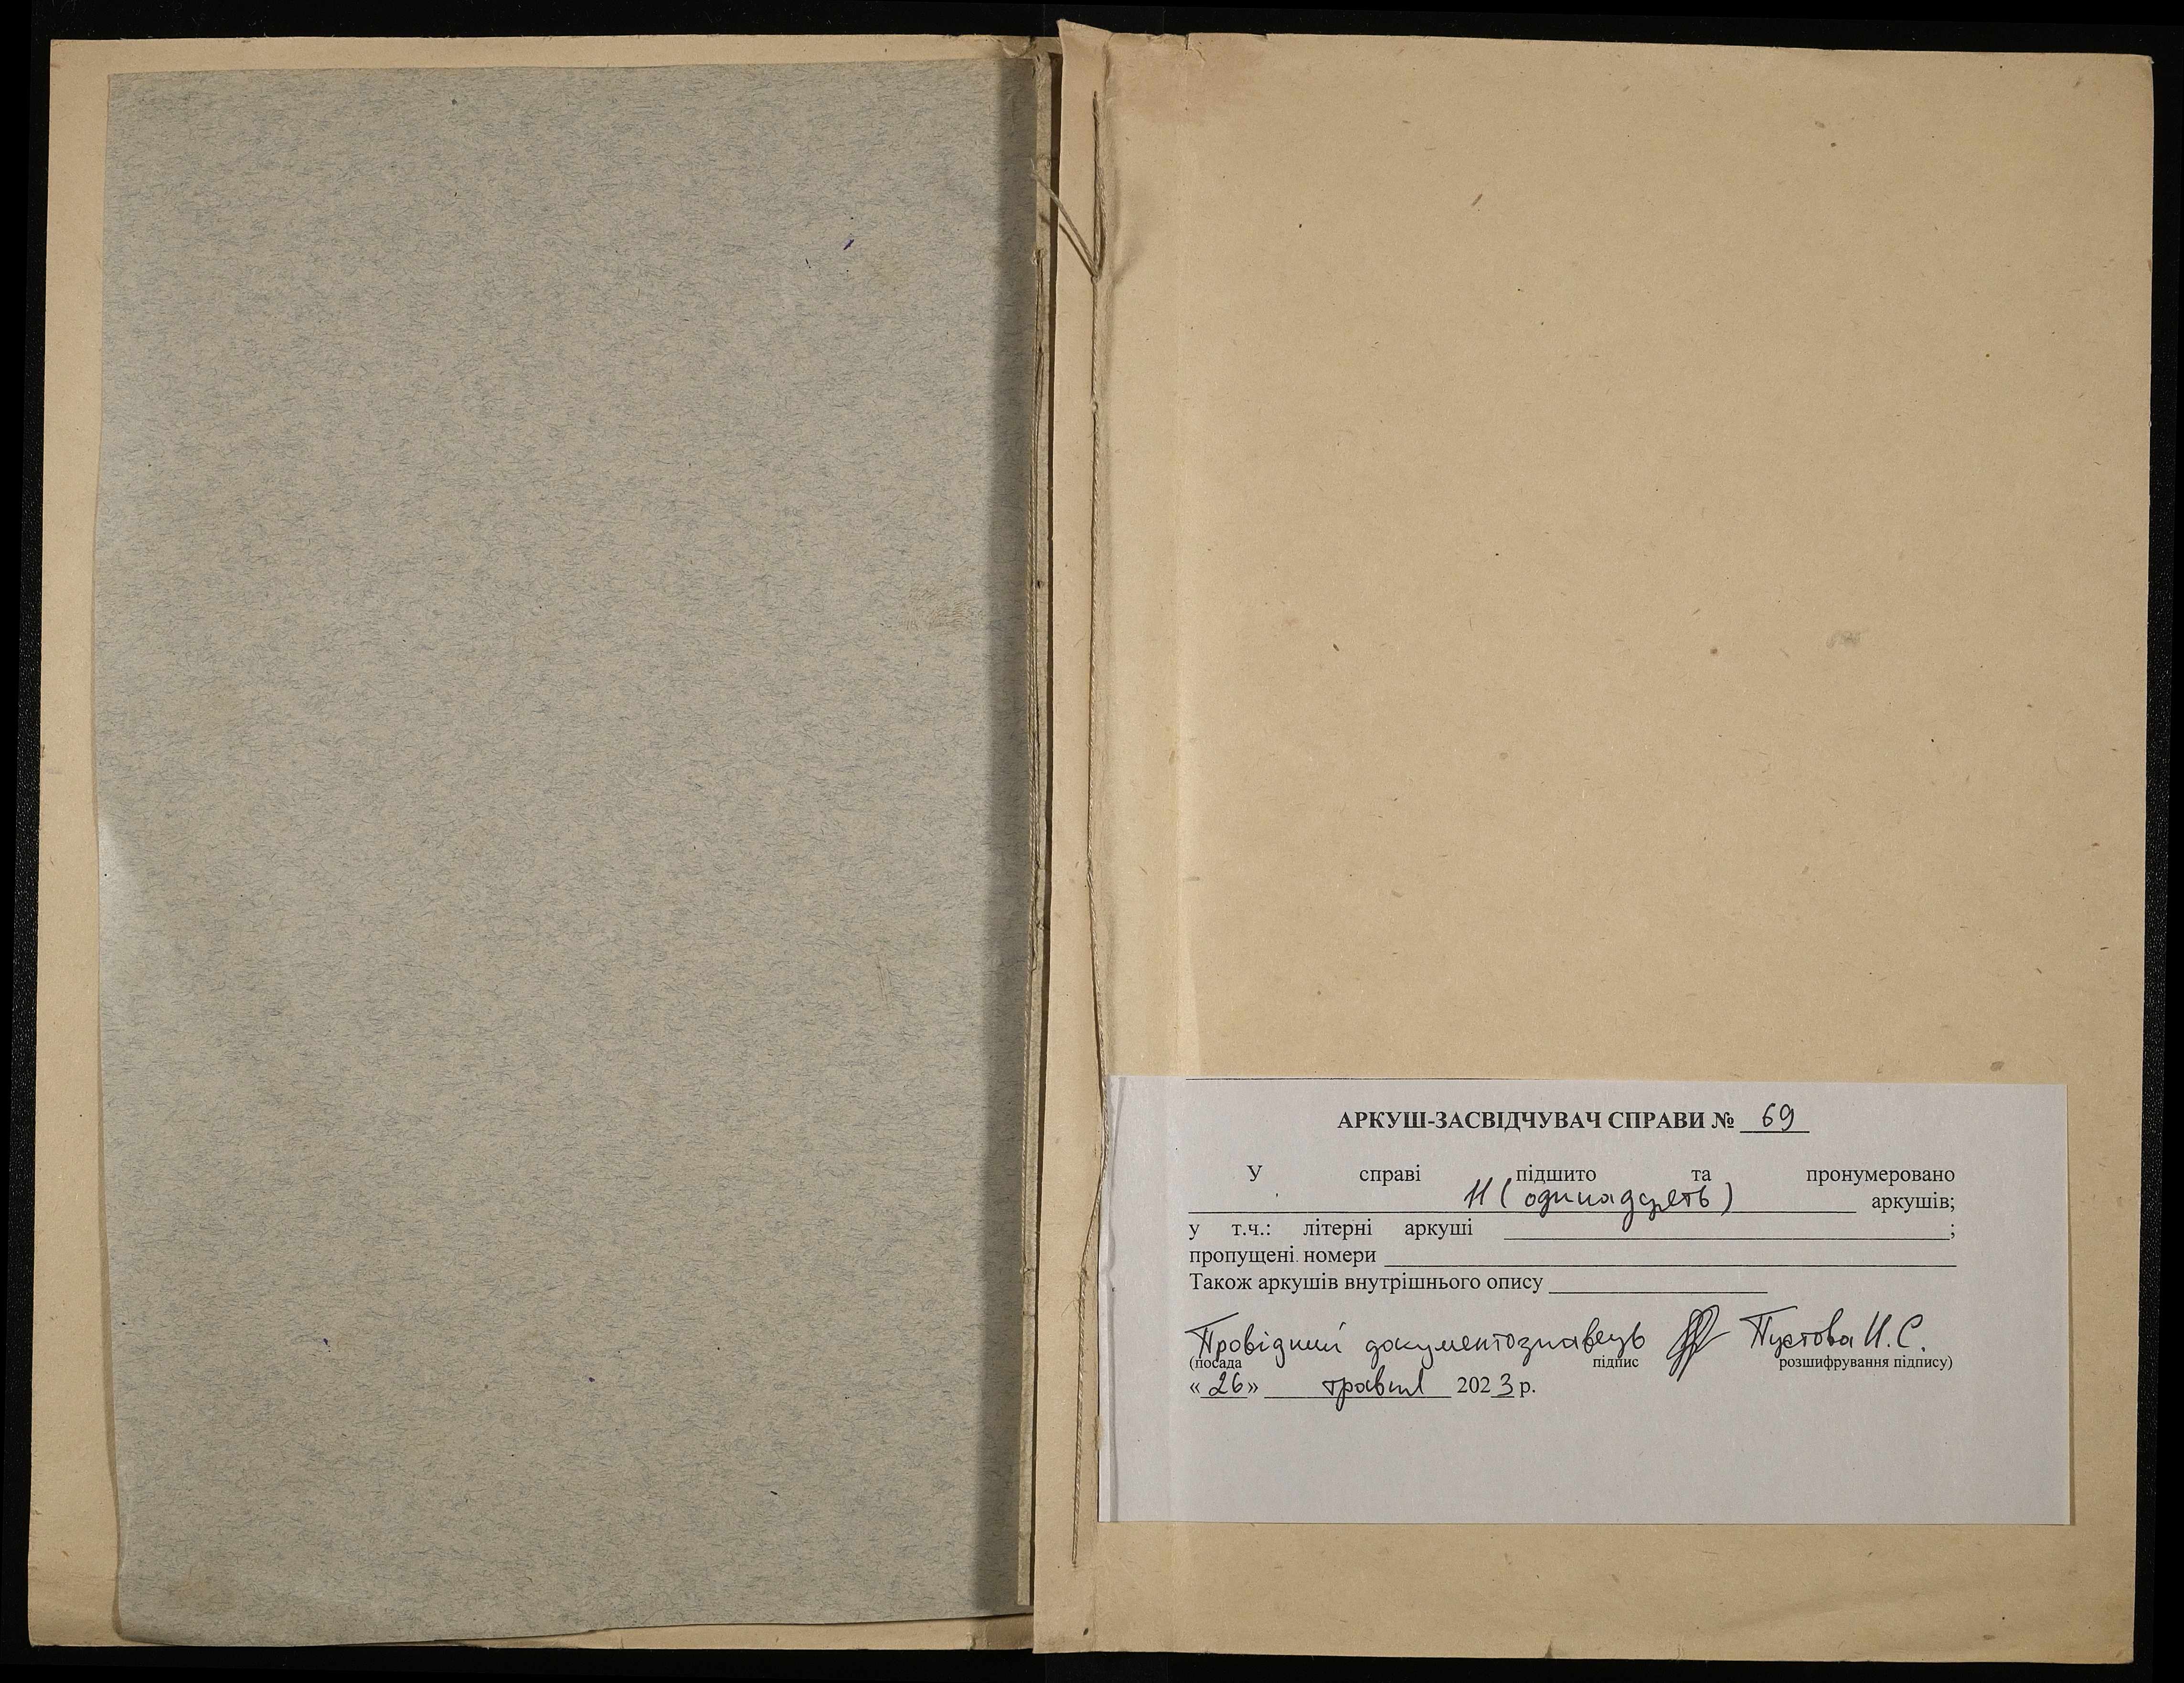 АРКУШ-ЗАСВІДЧУВАЧ СПРАВИ № 69
У справі підшито та пронумеровано
11 (одинадцять) аркушів;
у т.ч.: літерні аркуші ;
пропущені номери
Також аркушів внутрішнього опису
Провідний документознавець Пустова И.С.
(посада підпис розшифрування підпису)
« 26 » травня 2023 р.